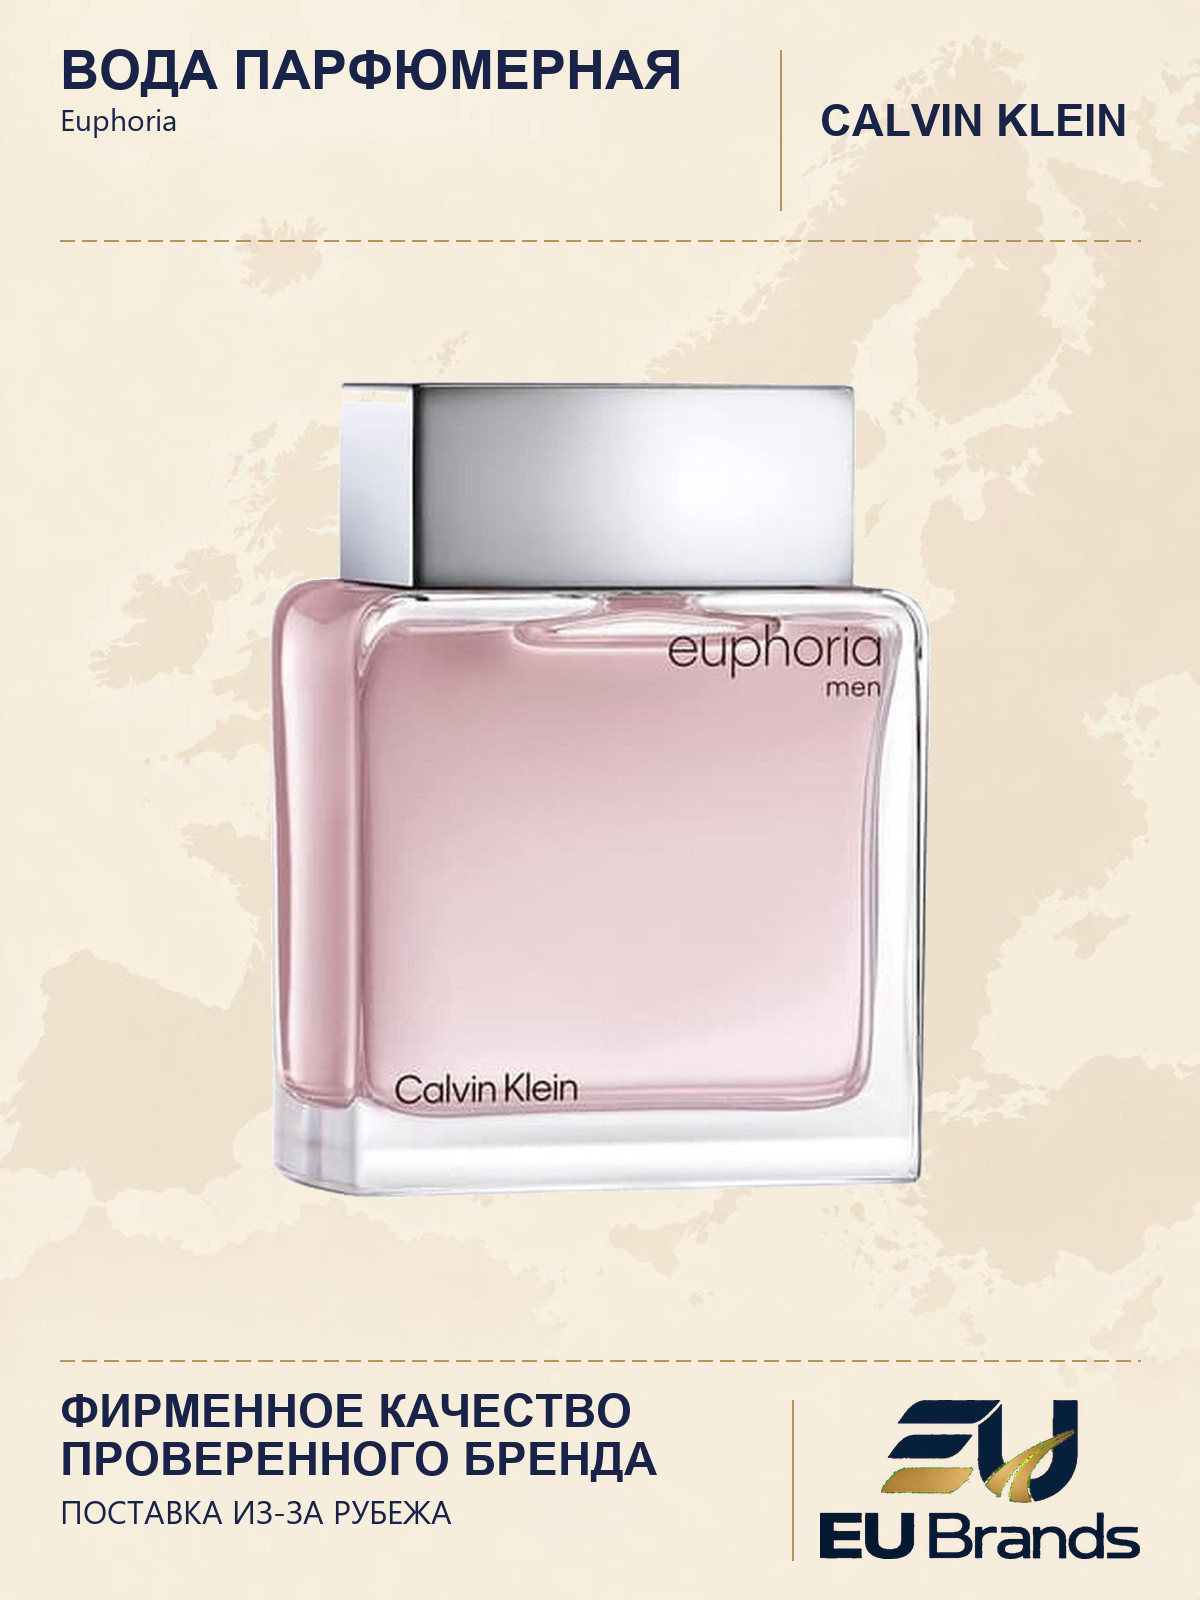 ВОДА ПАРФЮМЕРНАЯ
Euphoria
CALVIN KLEIN
euphoria
men
Calvin Klein
ФИРМЕННОЕ КАЧЕСТВО
ПРОВЕРЕННОГО БРЕНДА
ПОСТАВКА ИЗ-ЗА РУБЕЖА
EU
EU Brands